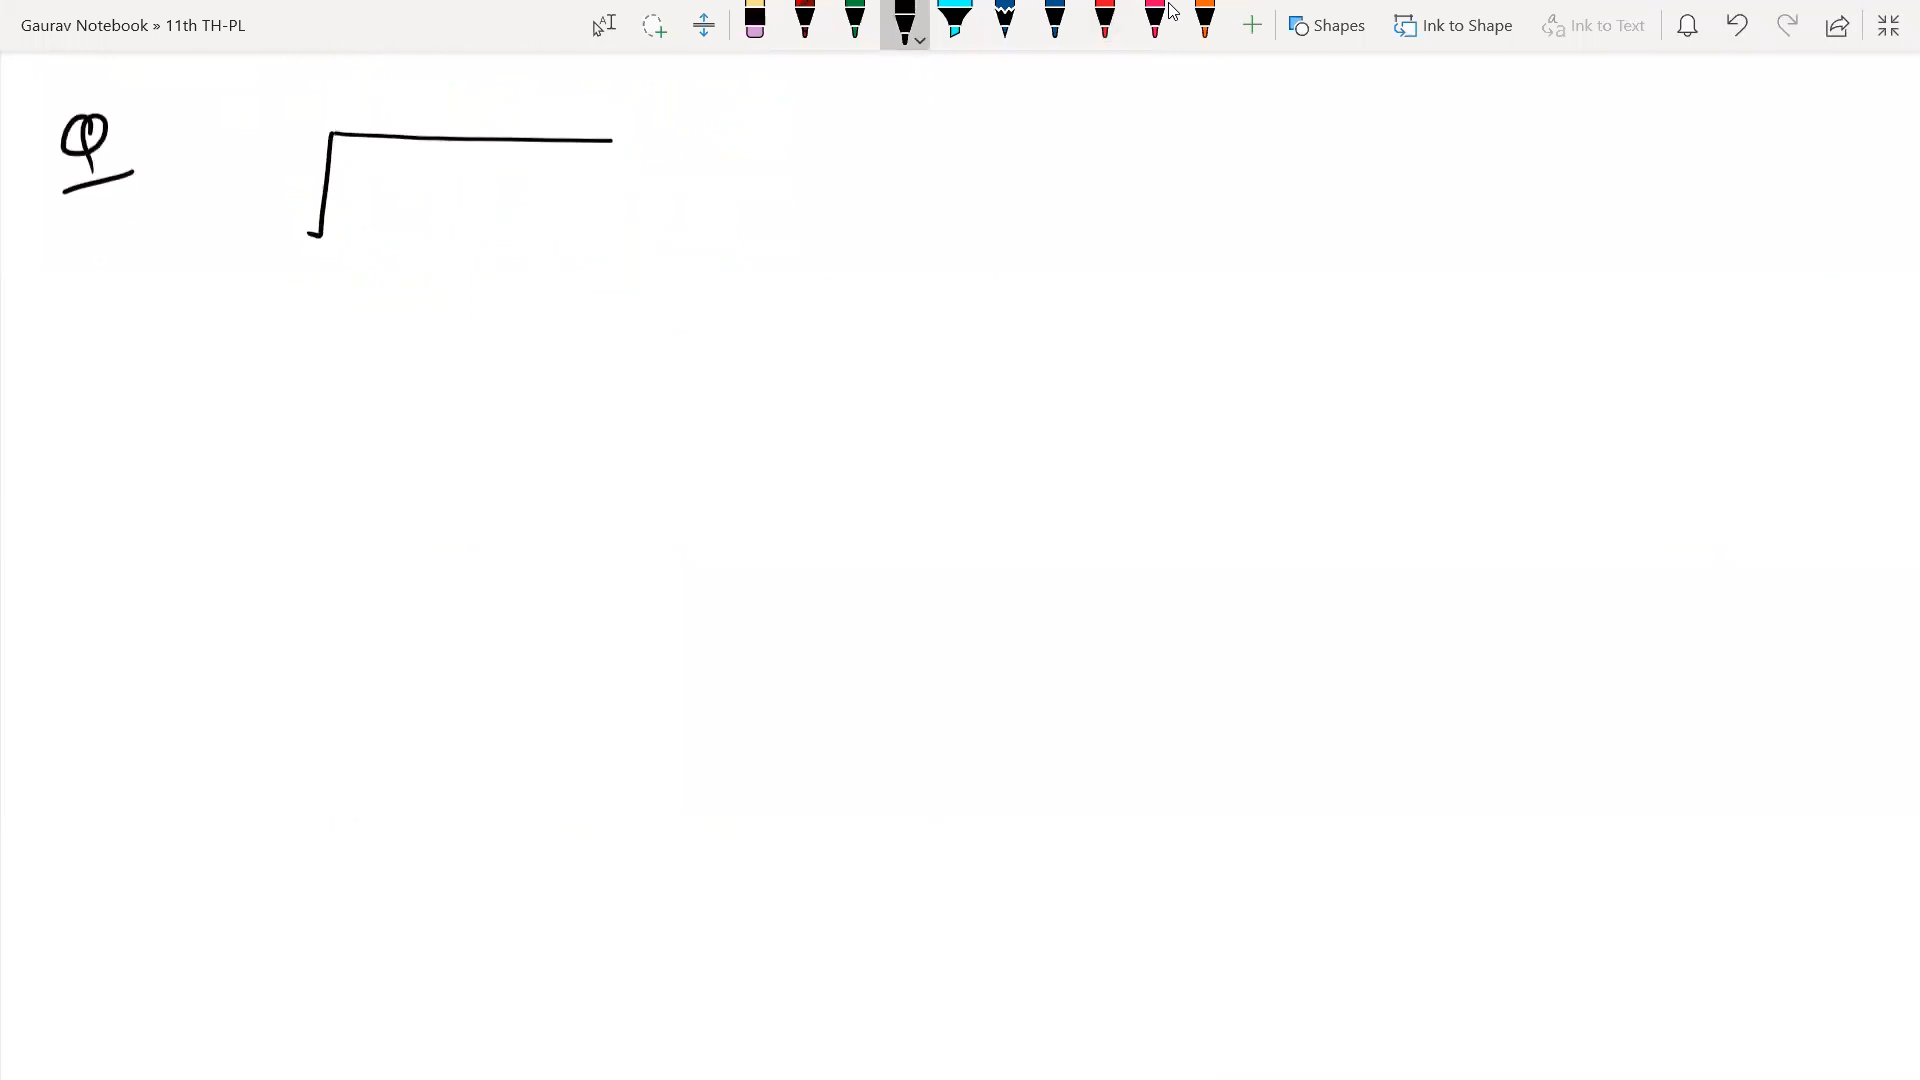 Gaurav Notebook » 11th TH-PL
Shapes
Ink to Shape
Ink to Text
Q
√